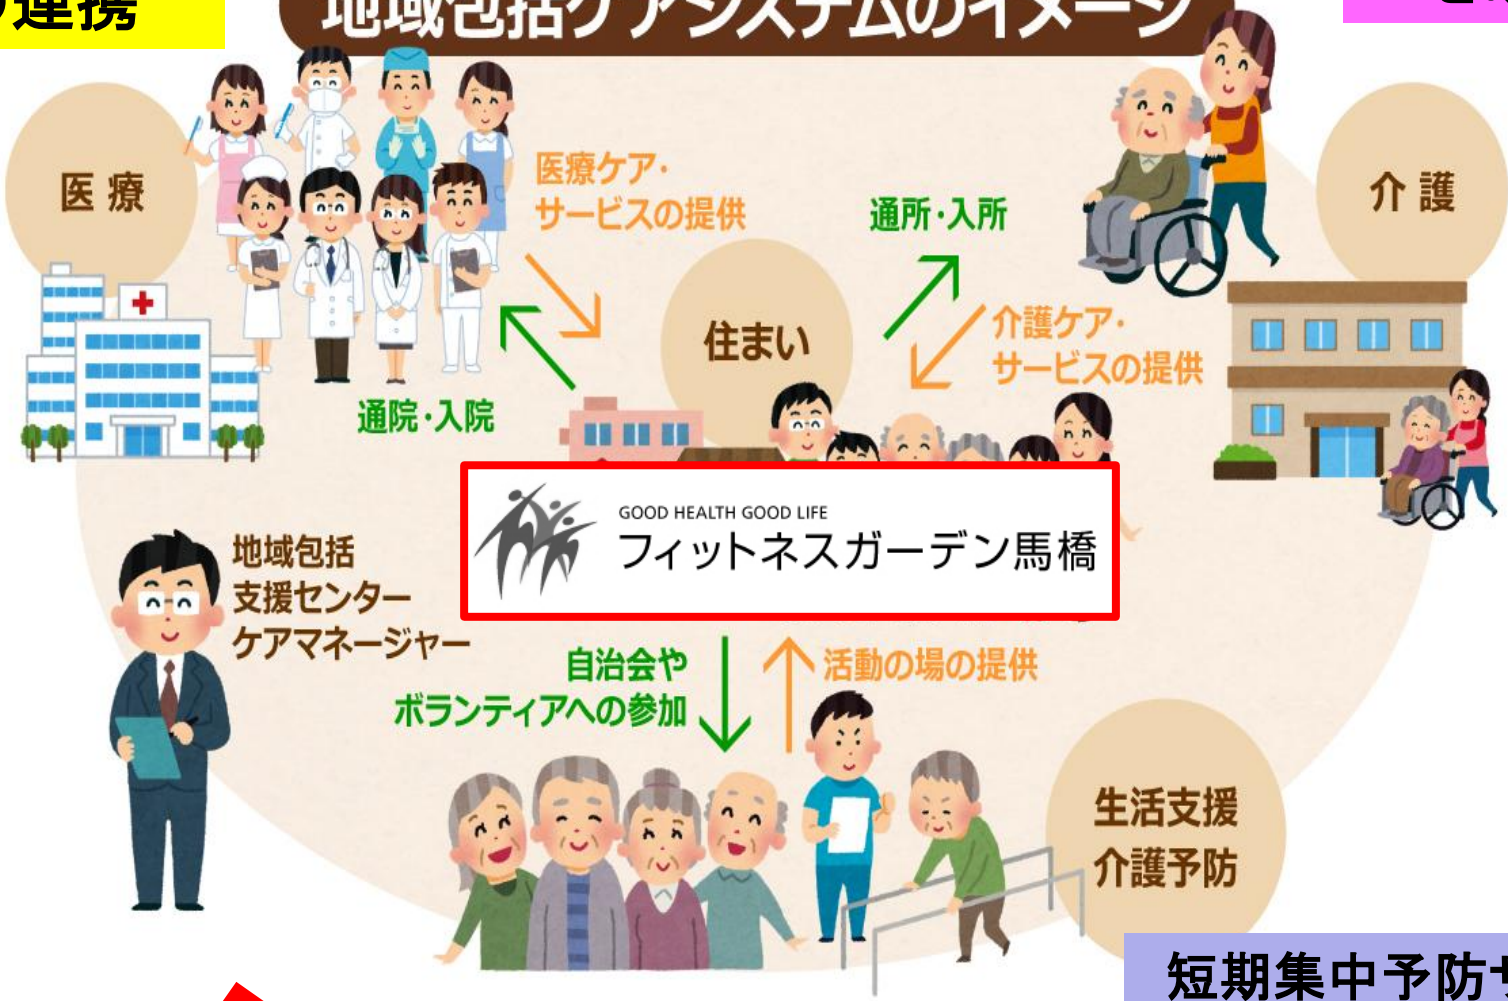 連携
地域包括ケアシステムのイメージ
医療
医療ケア・
サービスの提供
通所・入所
介護
住まい
介護ケア・
サービスの提供
通院・入院
GOOD HEALTH GOOD LIFE
フィットネスガーデン馬橋
地域包括
支援センター
ケアマネージャー
自治会や
ボランティアへの参加
活動の場の提供
生活支援
介護予防
短期集中予防サ